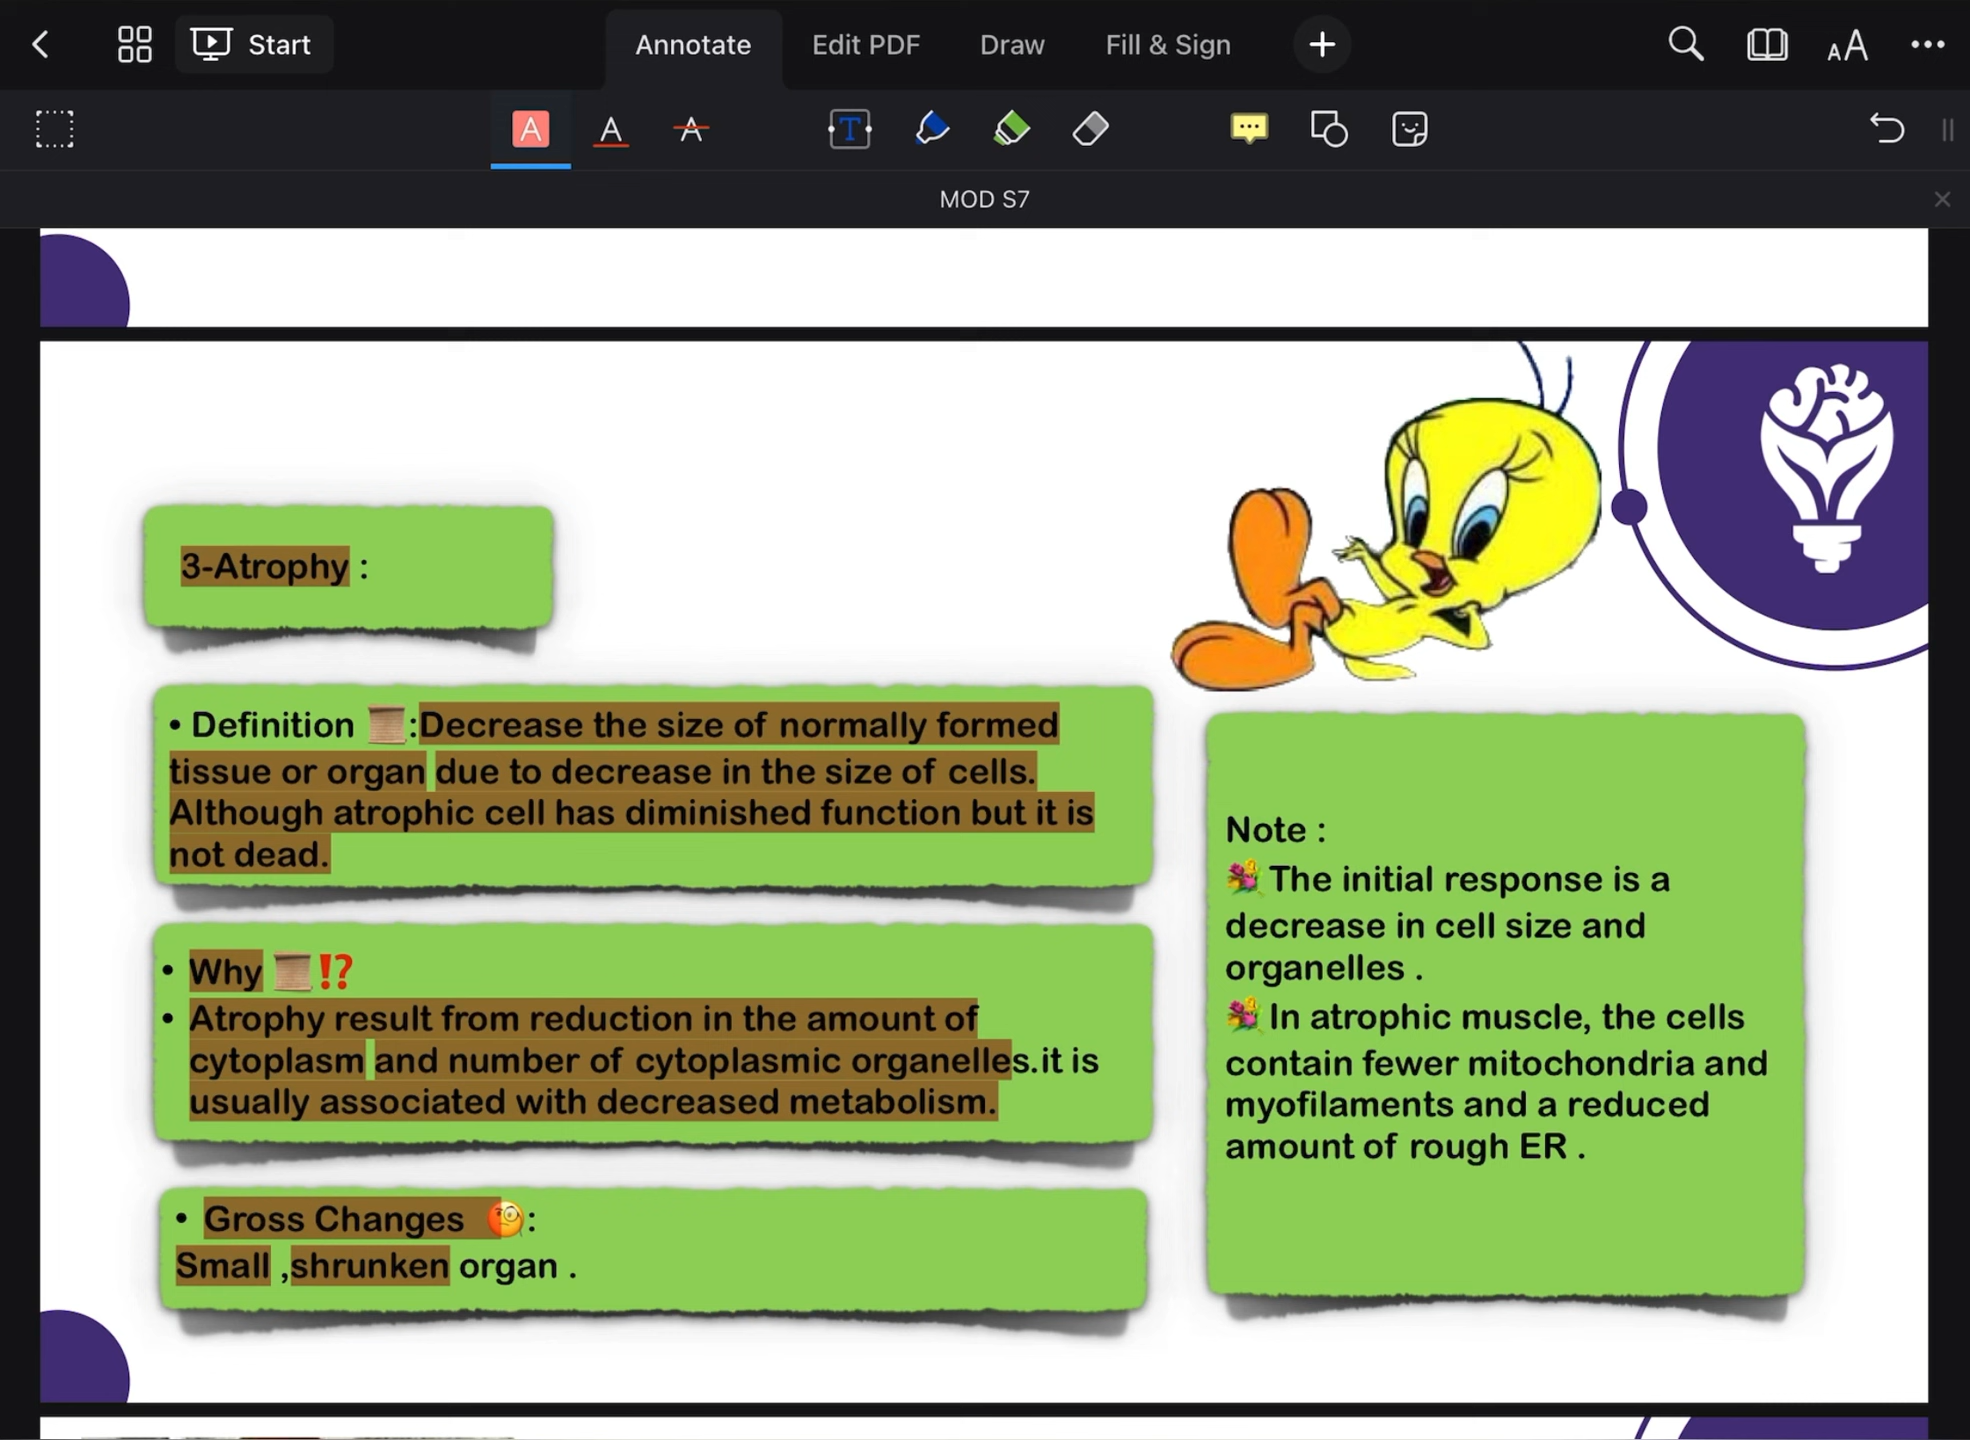 Start
Annotate
Edit PDF
Draw
Fill & Sign
MOD S7
3-Atrophy :
• Definition 📜:Decrease the size of normally formed
tissue or organ due to decrease in the size of cells.
Although atrophic cell has diminished function but it is
not dead.
• Why 📜⁉️
• Atrophy result from reduction in the amount of
cytoplasm and number of cytoplasmic organelles.it is
usually associated with decreased metabolism.
• Gross Changes 🧐:
Small ,shrunken organ .
Note :
💐 The initial response is a
decrease in cell size and
organelles .
💐 In atrophic muscle, the cells
contain fewer mitochondria and
myofilaments and a reduced
amount of rough ER .